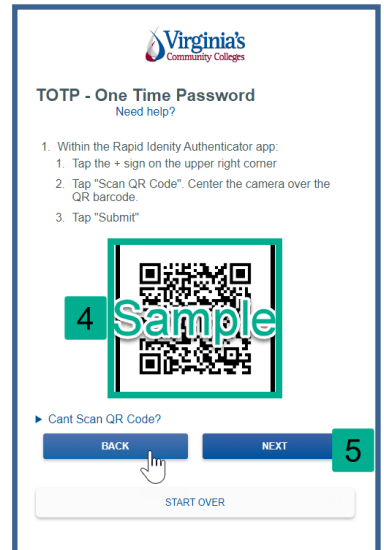 Virginia's
Community Colleges
TOTP - One Time Password
Need help?
1. Within the Rapid Idenity Authenticator app:
1. Tap the + sign on the upper right corner
2. Tap "Scan QR Code". Center the camera over the
QR barcode.
3. Tap "Submit"
4
Sample
Cant Scan QR Code?
BACK
NEXT
5
START OVER